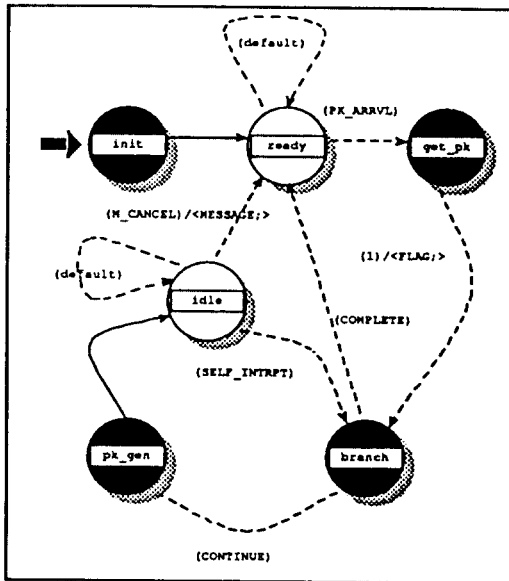 (default)
(PK_ARRVL)
init
ready
get_pk
(M_CANCEL)/<MESSAGE;>
(1)/<FLAG;>
(default)
idle
(COMPLETE)
(SELF_INTRPT)
pk_gen
branch
(CONTINUE)